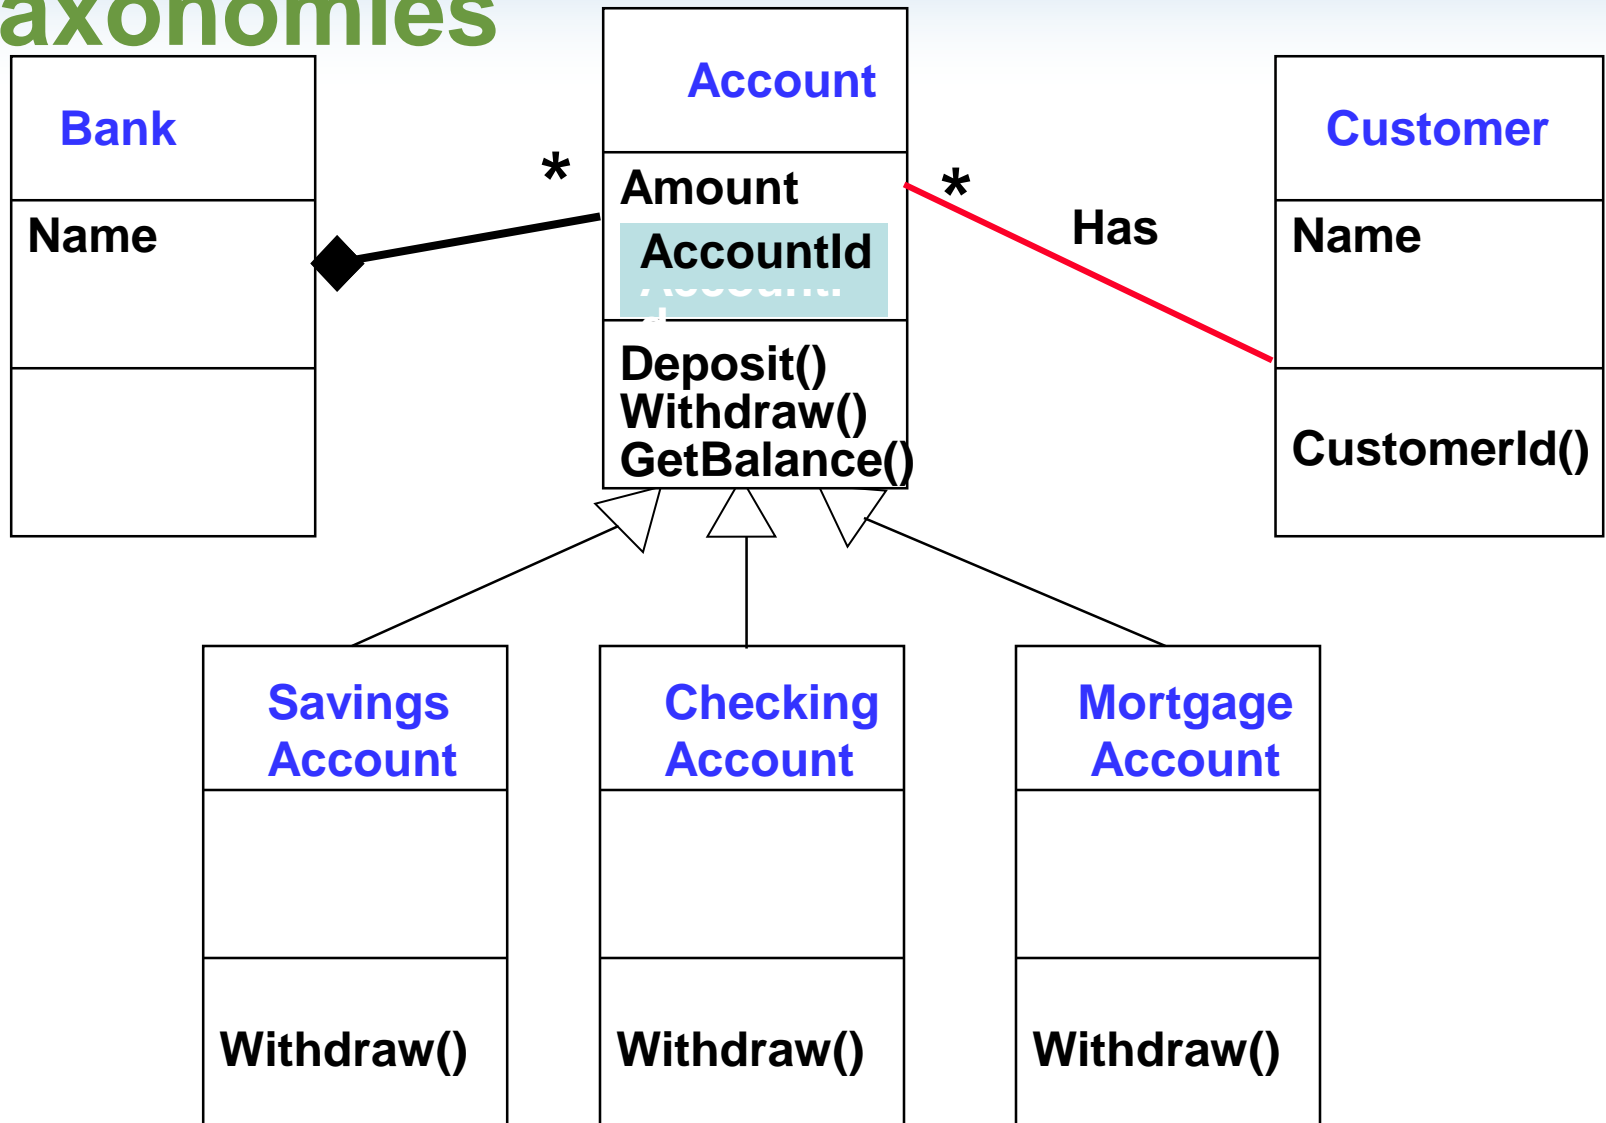 axonomies
Bank
Name
*
Account
Amount
AccountId
Deposit()
Withdraw()
GetBalance()
*
Has
Customer
Name
CustomerId()
Savings
Account
Withdraw()
Checking
Account
Withdraw()
Mortgage
Account
Withdraw()